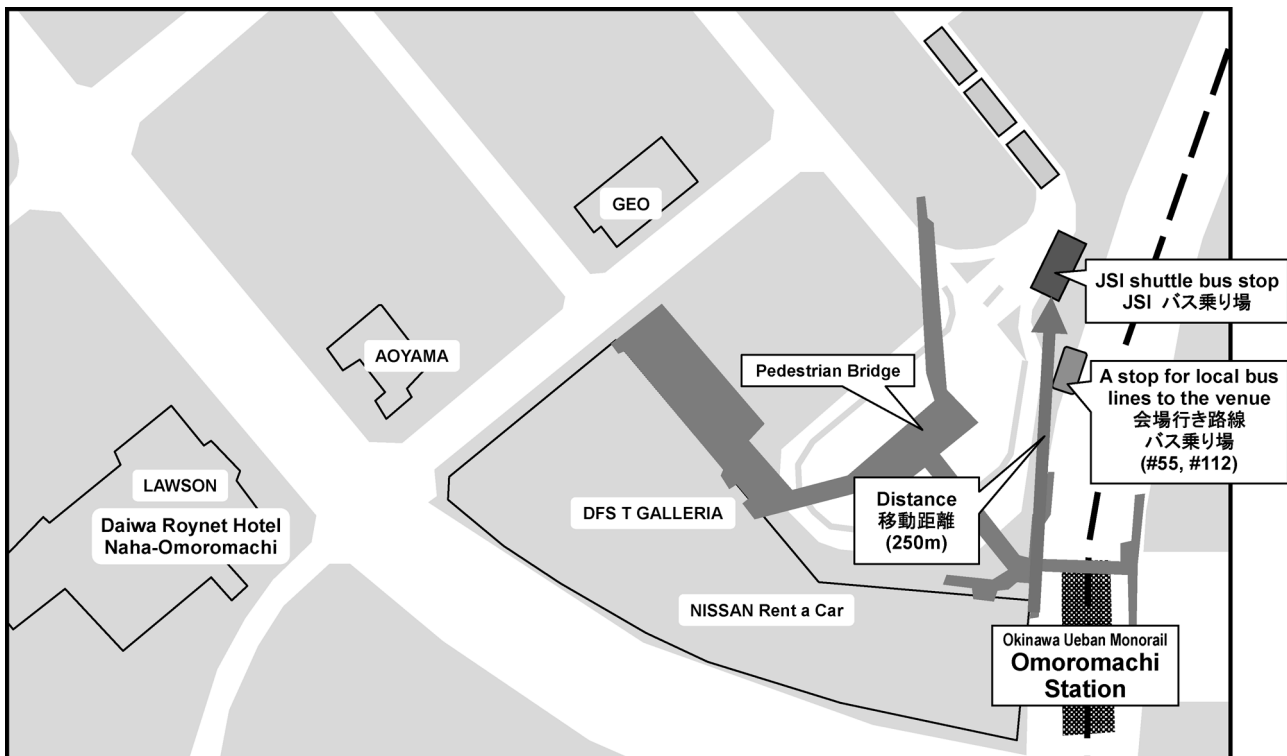 GEO
JSI shuttle bus stop
JSI バス乗り場
AOYAMA
Pedestrian Bridge
A stop for local bus
lines to the venue
会場行き路線
バス乗り場
(#55, #112)
LAWSON
Daiwa Roynet Hotel
Naha-Omoromachi
DFS T GALLERIA
Distance
移動距離
(250m)
NISSAN Rent a Car
Okinawa Ueban Monorail
Omoromachi
Station